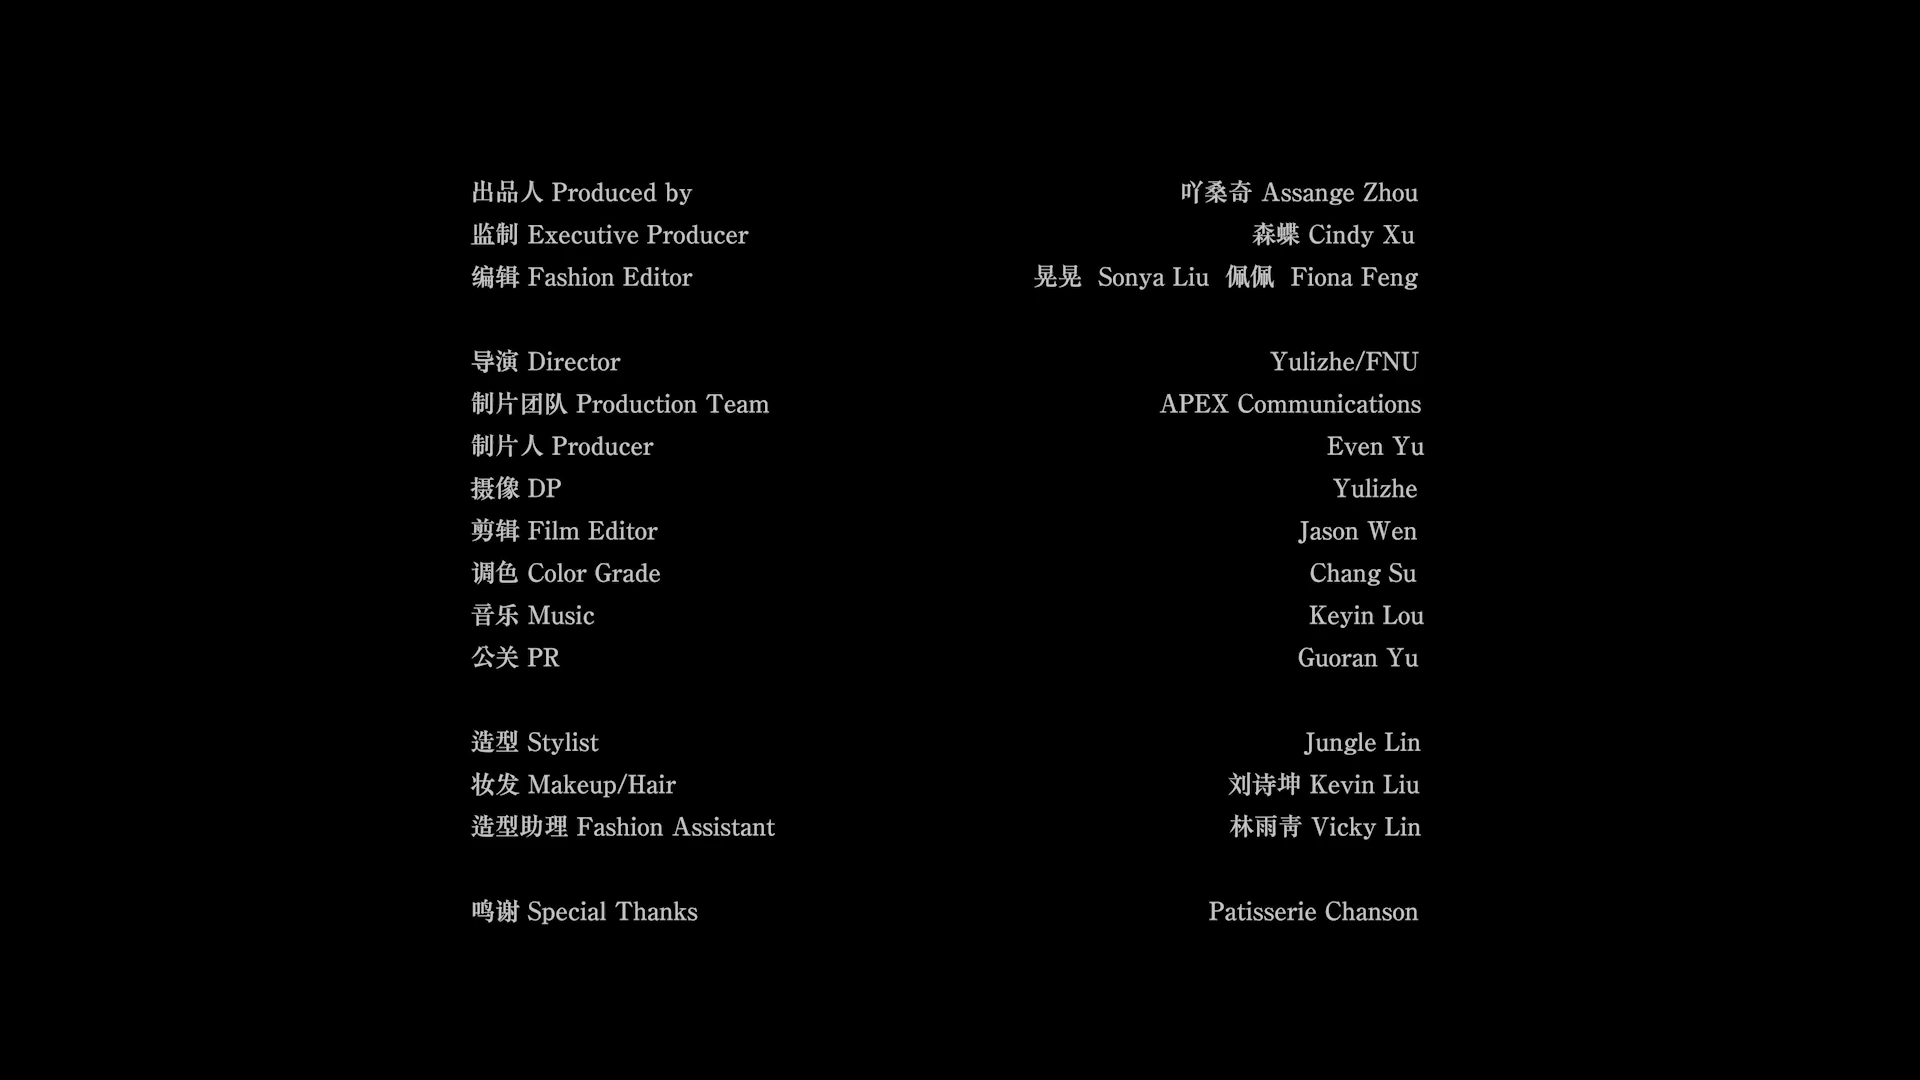 出品人 Produced by 吖桑奇 Assange Zhou
监制 Executive Producer 森蝶 Cindy Xu
编辑 Fashion Editor 晃晃 Sonya Liu 佩佩 Fiona Feng
导演 Director Yulizhe/FNU
制片团队 Production Team APEX Communications
制片人 Producer Even Yu
摄像 DP Yulizhe
剪辑 Film Editor Jason Wen
调色 Color Grade Chang Su
音乐 Music Keyin Lou
公关 PR Guoran Yu
造型 Stylist Jungle Lin
妆发 Makeup/Hair 刘诗坤 Kevin Liu
造型助理 Fashion Assistant 林雨青 Vicky Lin
鸣谢 Special Thanks Patisserie Chanson